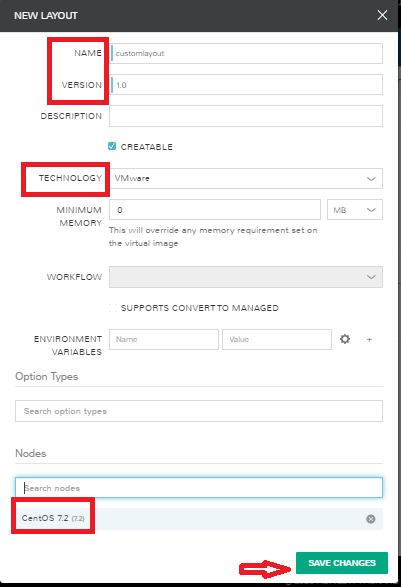 NEW LAYOUT
NAME customlayout
VERSION 1.0
DESCRIPTION
CREATABLE
TECHNOLOGY VMware
MINIMUM MEMORY 0 MB
This will override any memory requirement set on
the virtual image
WORKFLOW
SUPPORTS CONVERT TO MANAGED
ENVIRONMENT VARIABLES Name Value +
Option Types
Search option types
Nodes
Search nodes
CentOS 7.2 (7.2)
SAVE CHANGES